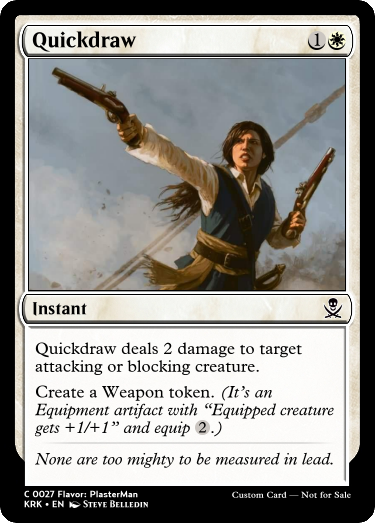 Quickdraw 1
Instant
Quickdraw deals 2 damage to target
attacking or blocking creature.
Create a Weapon token. (It's an
Equipment artifact with “Equipped creature
gets +1/+1” and equip 2.)
None are too mighty to be measured in lead.
C 0027 Flavor: PlasterMan
KRK • EN Steve Belledin
Custom Card — Not for Sale